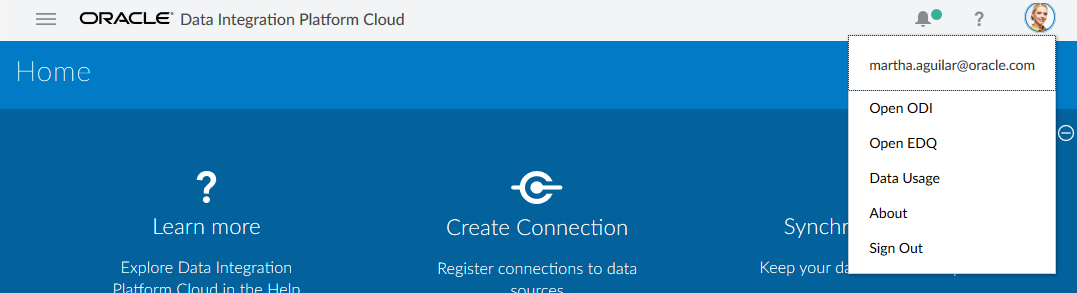 ORACLE® Data Integration Platform Cloud
?
martha.aguilar@oracle.com
Home
Open ODI
Open EDQ
Data Usage
About
Sign Out
?
Learn more
Explore Data Integration
Platform Cloud in the Help
Create Connection
Register connections to data
sources
Synchr
Keep your da